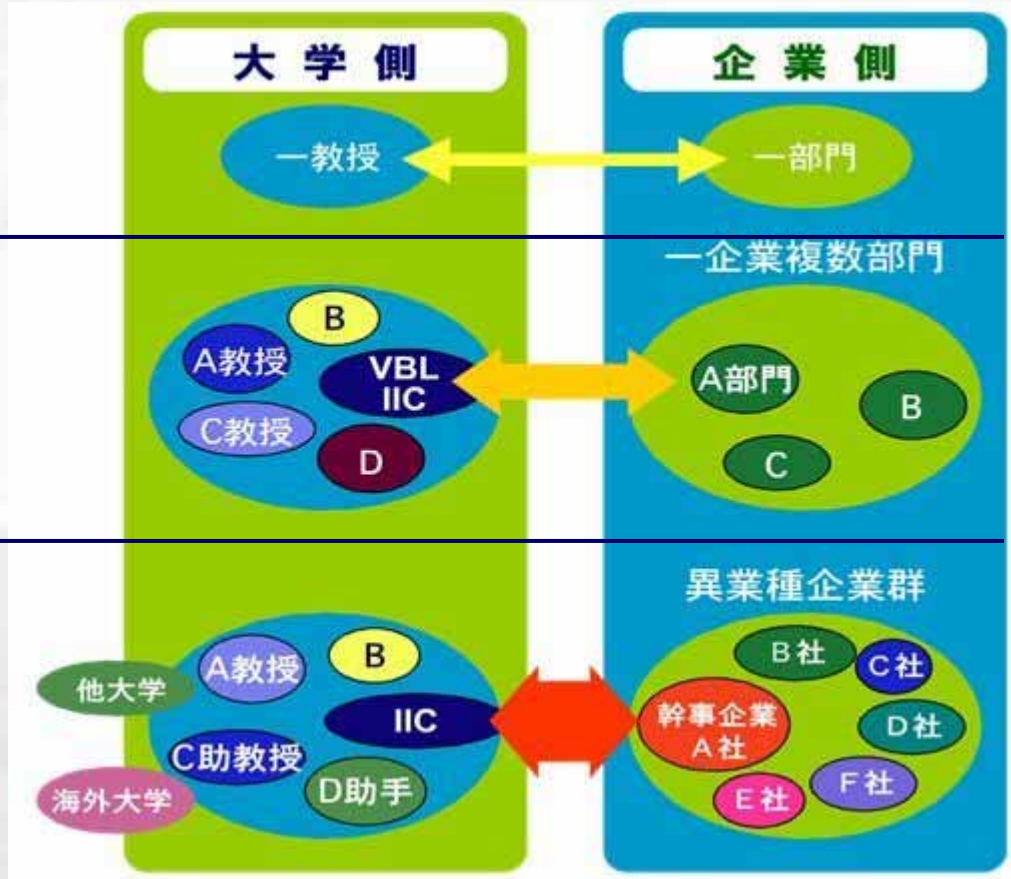 大学側
企業側
一教授
一部門
一企業複数部門
B
A教授
VBL
IIC
C教授
D
A部門
B
C
異業種企業群
他大学
A教授
B
IIC
C助教授
D助手
海外大学
B社
C社
幹事企業
A社
D社
E社
F社